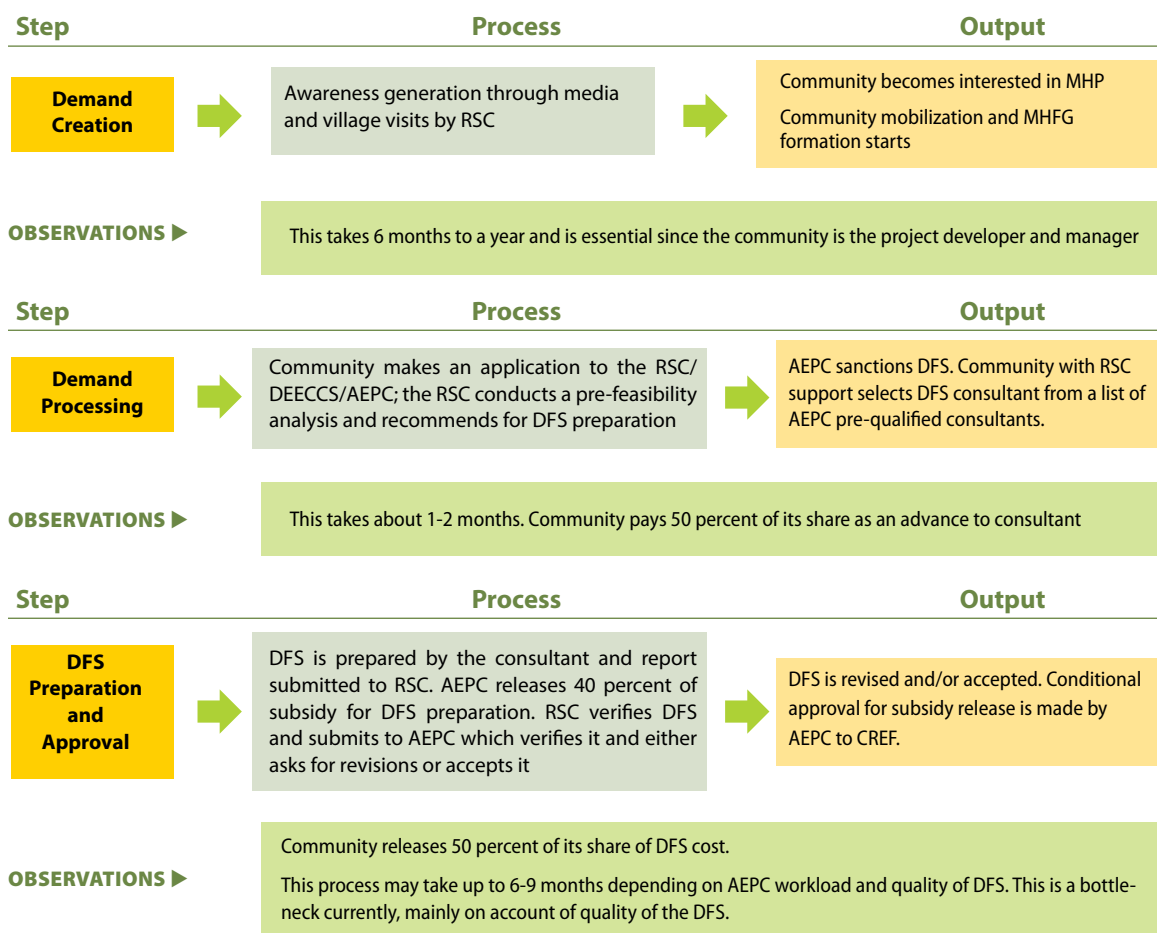 Step Process Output
Demand
Creation
Awareness generation through media
and village visits by RSC
Community becomes interested in MHP
Community mobilization and MHFG
formation starts
OBSERVATIONS ▶
This takes 6 months to a year and is essential since the community is the project developer and manager
Step Process Output
Demand
Processing
Community makes an application to the RSC/
DEECCS/AEPC; the RSC conducts a pre-feasibility
analysis and recommends for DFS preparation
AEPC sanctions DFS. Community with RSC
support selects DFS consultant from a list of
AEPC pre-qualified consultants.
OBSERVATIONS ▶
This takes about 1-2 months. Community pays 50 percent of its share as an advance to consultant
Step Process Output
DFS
Preparation
and
Approval
DFS is prepared by the consultant and report
submitted to RSC. AEPC releases 40 percent of
subsidy for DFS preparation. RSC verifies DFS
and submits to AEPC which verifies it and either
asks for revisions or accepts it
DFS is revised and/or accepted. Conditional
approval for subsidy release is made by
AEPC to CREF.
OBSERVATIONS ▶
Community releases 50 percent of its share of DFS cost.
This process may take up to 6-9 months depending on AEPC workload and quality of DFS. This is a bottle-
neck currently, mainly on account of quality of the DFS.